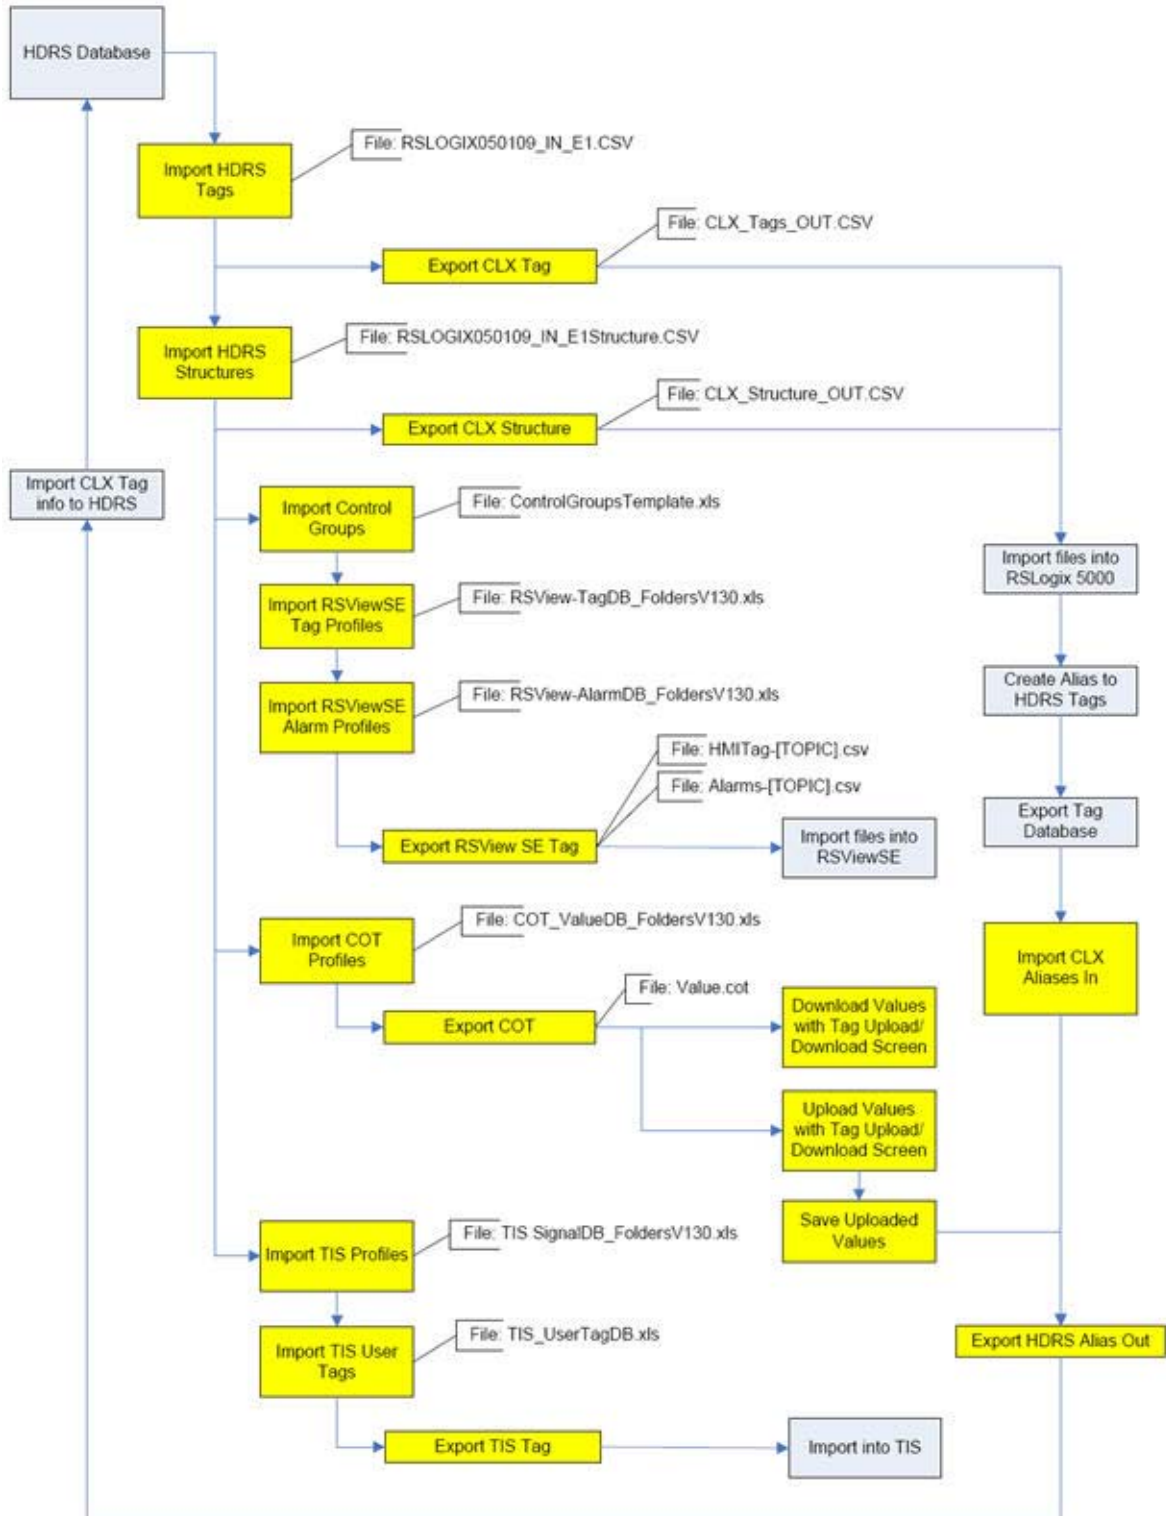 HDRS Database
File: RSLOGIX050109_IN_E1.CSV
Import HDRS
Tags
File: CLX_Tags_OUT.CSV
Export CLX Tag
Import HDRS
Structures
File: RSLOGIX050109_IN_E1Structure.CSV
File: CLX_Structure_OUT.CSV
Export CLX Structure
Import CLX Tag
info to HDRS
Import Control
Groups
File: ControlGroupsTemplate.xls
Import files into
RSLogix 5000
Import RSViewSE
Tag Profiles
File: RSView-TagDB_FoldersV130.xls
Create Alias to
HDRS Tags
Import RSViewSE
Alarm Profiles
File: RSView-AlarmDB_FoldersV130.xls
File: HMITag-[TOPIC].csv
File: Alarms-[TOPIC].csv
Export RSView SE Tag
Import files into
RSViewSE
Export Tag
Database
Import COT
Profiles
File: COT_ValueDB_FoldersV130.xls
Import CLX
Aliases In
File: Value.cot
Export COT
Download Values
with Tag Upload/
Download Screen
Upload Values
with Tag Upload/
Download Screen
Save Uploaded
Values
Import TIS Profiles
File: TIS SignalDB_FoldersV130.xls
Import TIS User
Tags
File: TIS_UserTagDB.xls
Export HDRS Alias Out
Export TIS Tag
Import into TIS